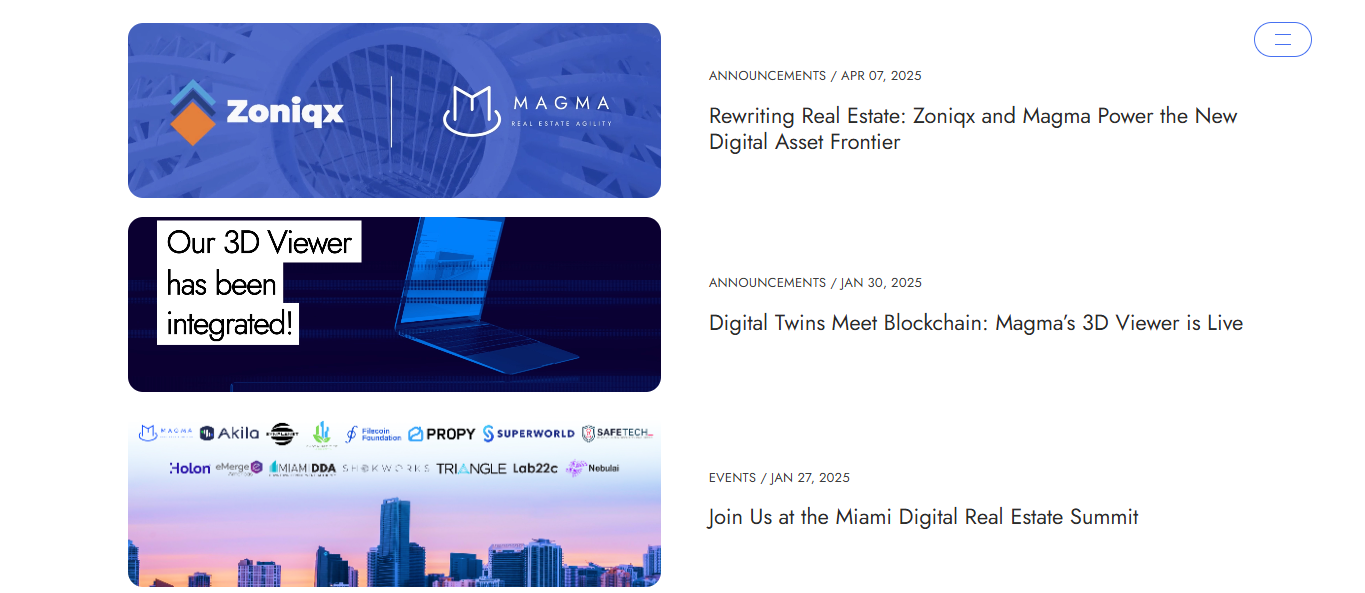 Zoniqx
MAGMA
REAL ESTATE AGILITY
ANNOUNCEMENTS / APR 07, 2025
Rewriting Real Estate: Zoniqx and Magma Power the New
Digital Asset Frontier
Our 3D Viewer
has been
integrated!
ANNOUNCEMENTS / JAN 30, 2025
Digital Twins Meet Blockchain: Magma’s 3D Viewer is Live
MAGMA Akila Filecoin Foundation PROPY SUPERWORLD SAFETECH
Holon eMerge MIAMI DDA SHOKWORKS TRIANGLE Lab22c Nebulai
EVENTS / JAN 27, 2025
Join Us at the Miami Digital Real Estate Summit